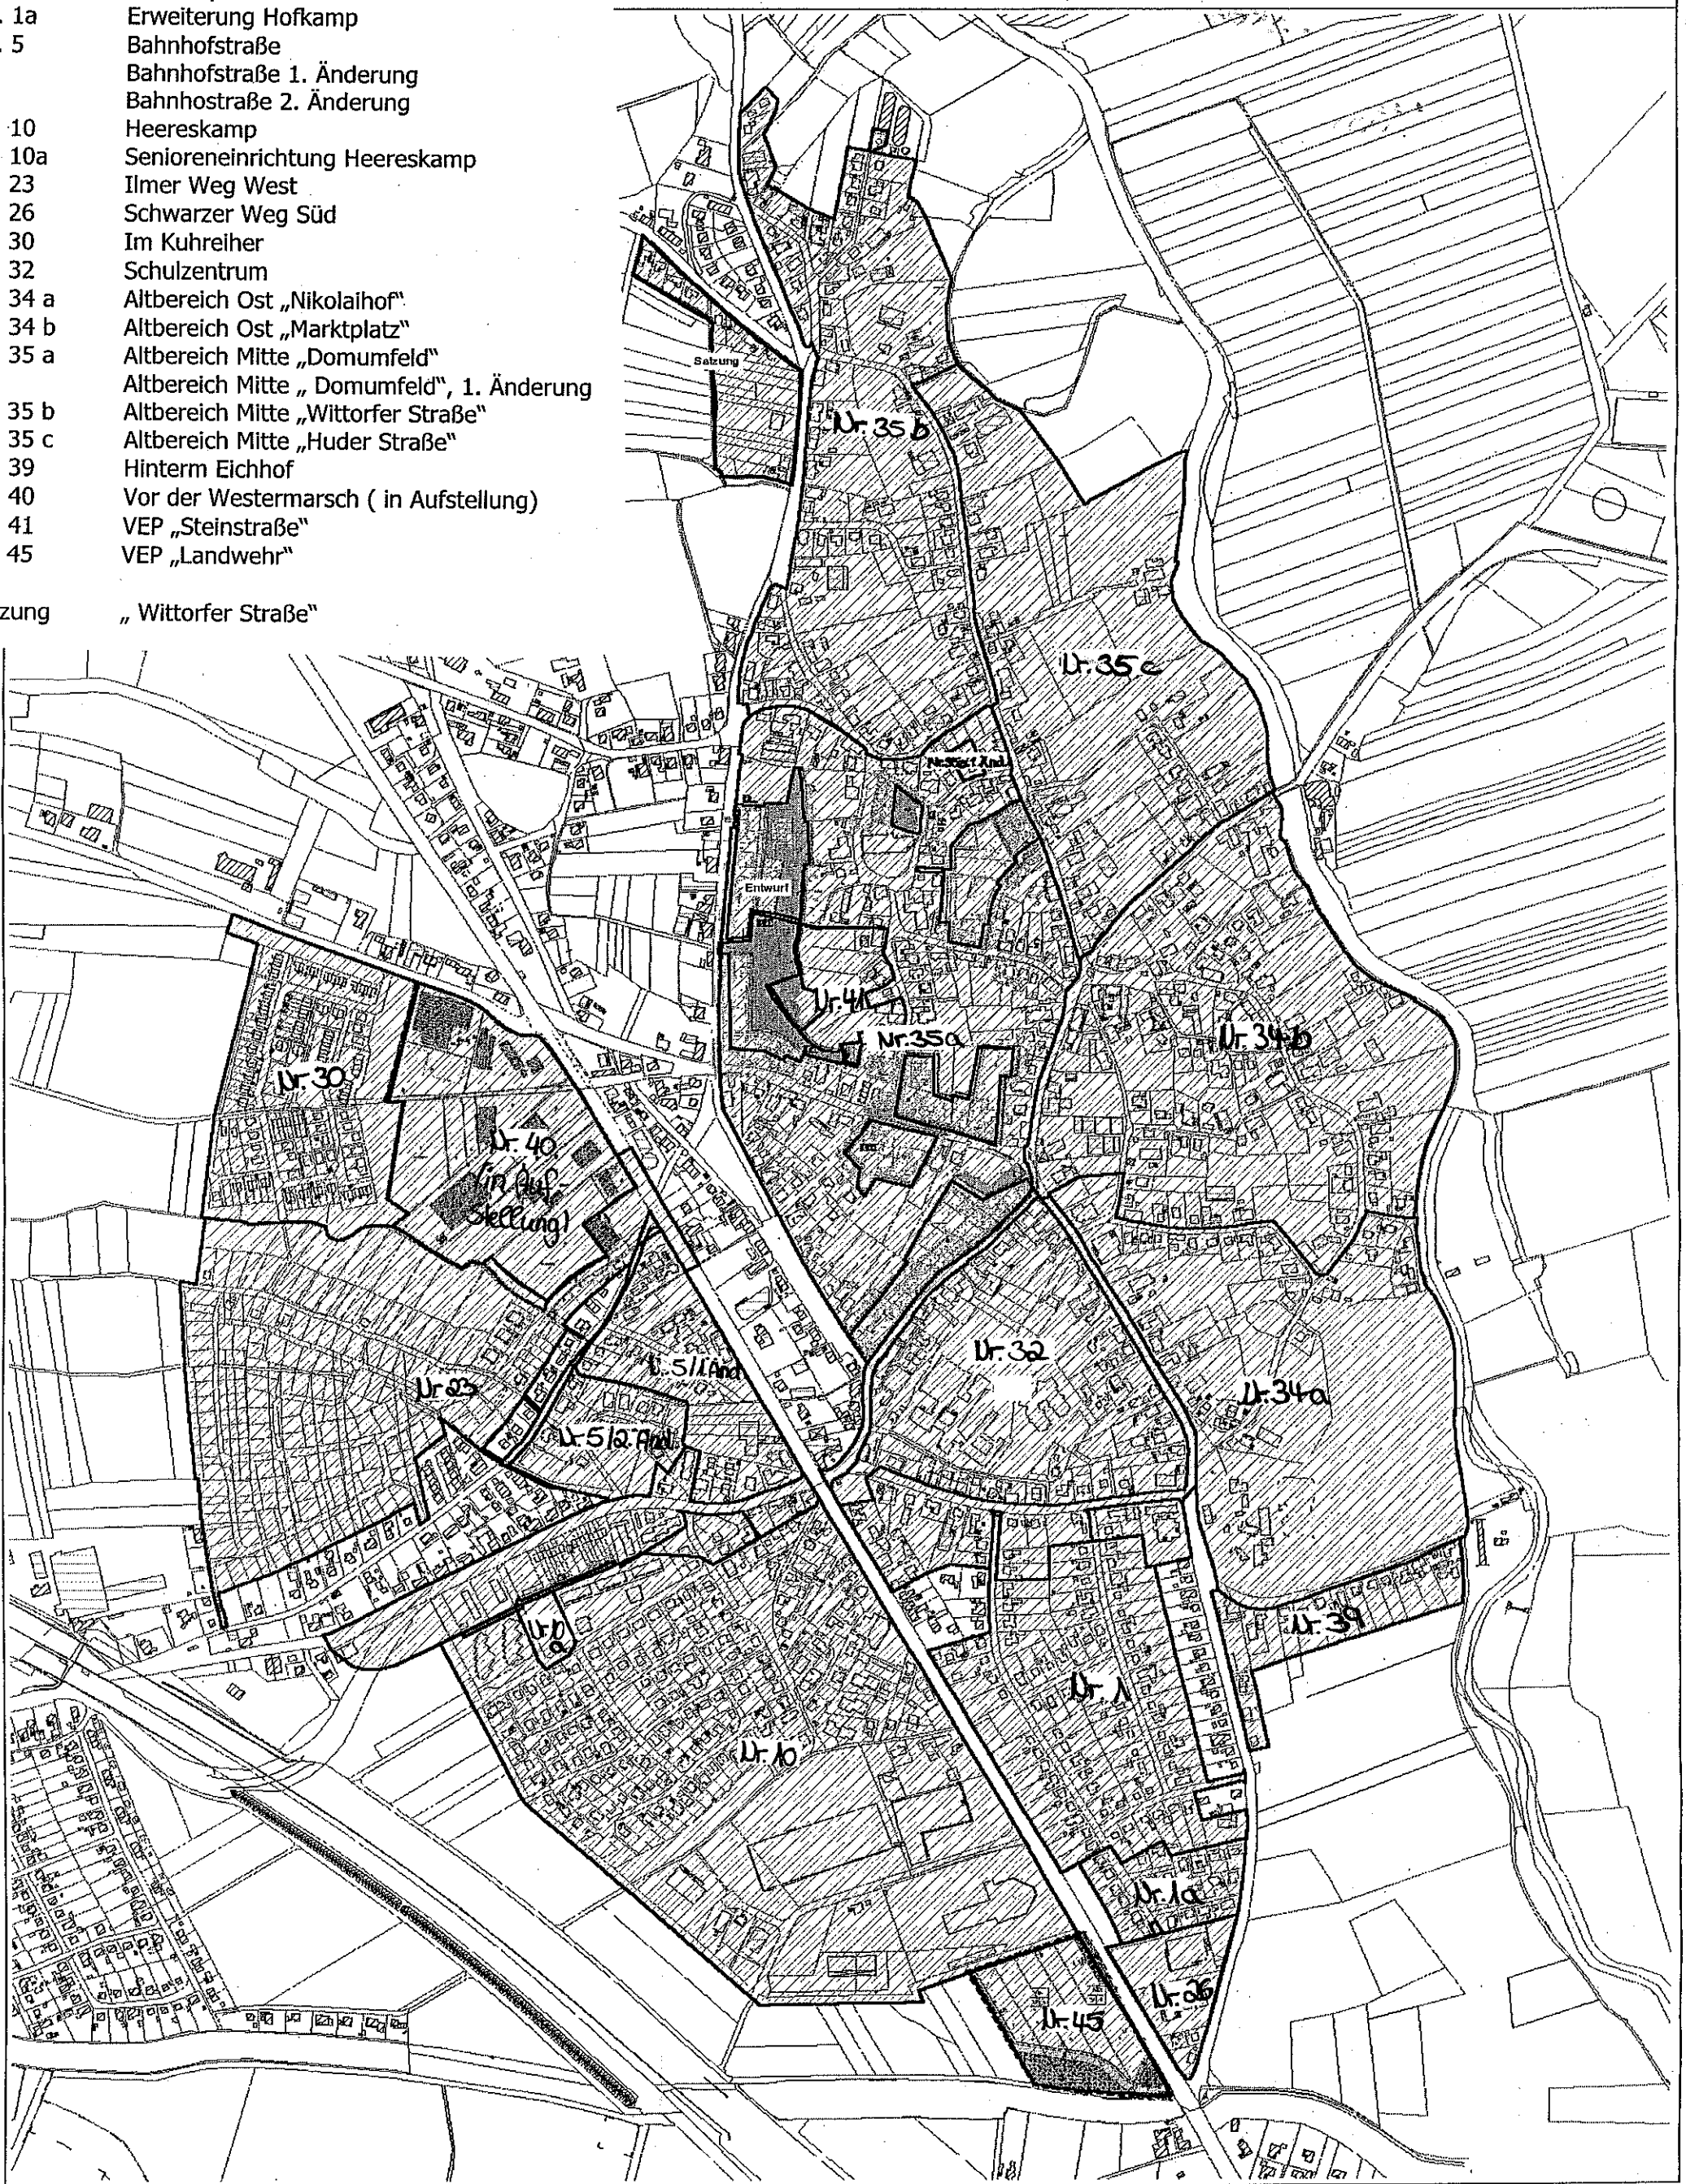 . 1a Erweiterung Hofkamp
. 5 Bahnhofstraße
Bahnhofstraße 1. Änderung
Bahnhostraße 2. Änderung
10 Heereskamp
10a Senioreneinrichtung Heereskamp
23 Ilmer Weg West
26 Schwarzer Weg Süd
30 Im Kuhreiher
32 Schulzentrum
34 a Altbereich Ost „Nikolaihof“
34 b Altbereich Ost „Marktplatz“
35 a Altbereich Mitte „Domumfeld“
Altbereich Mitte „ Domumfeld“, 1. Änderung
35 b Altbereich Mitte „Wittorfer Straße“
35 c Altbereich Mitte „Huder Straße“
39 Hinterm Eichhof
40 Vor der Westermarsch ( in Aufstellung)
41 VEP „Steinstraße“
45 VEP „Landwehr“
zung „ Wittorfer Straße“
Satzung
Nr. 35 b
Nr. 35 c
Entwurf
Nr. 41
Nr. 35a
Nr. 34 b
Nr. 30
Nr. 40
(in Auf-
stellung)
Nr. 32
Nr. 5/1. Änd
Nr. 23
Nr. 34a
Nr. 5/2. Änd.
Nr. 10
a
Nr. 39
Nr. 1
Nr. 10
Nr. 1a
Nr. 26
Nr. 45